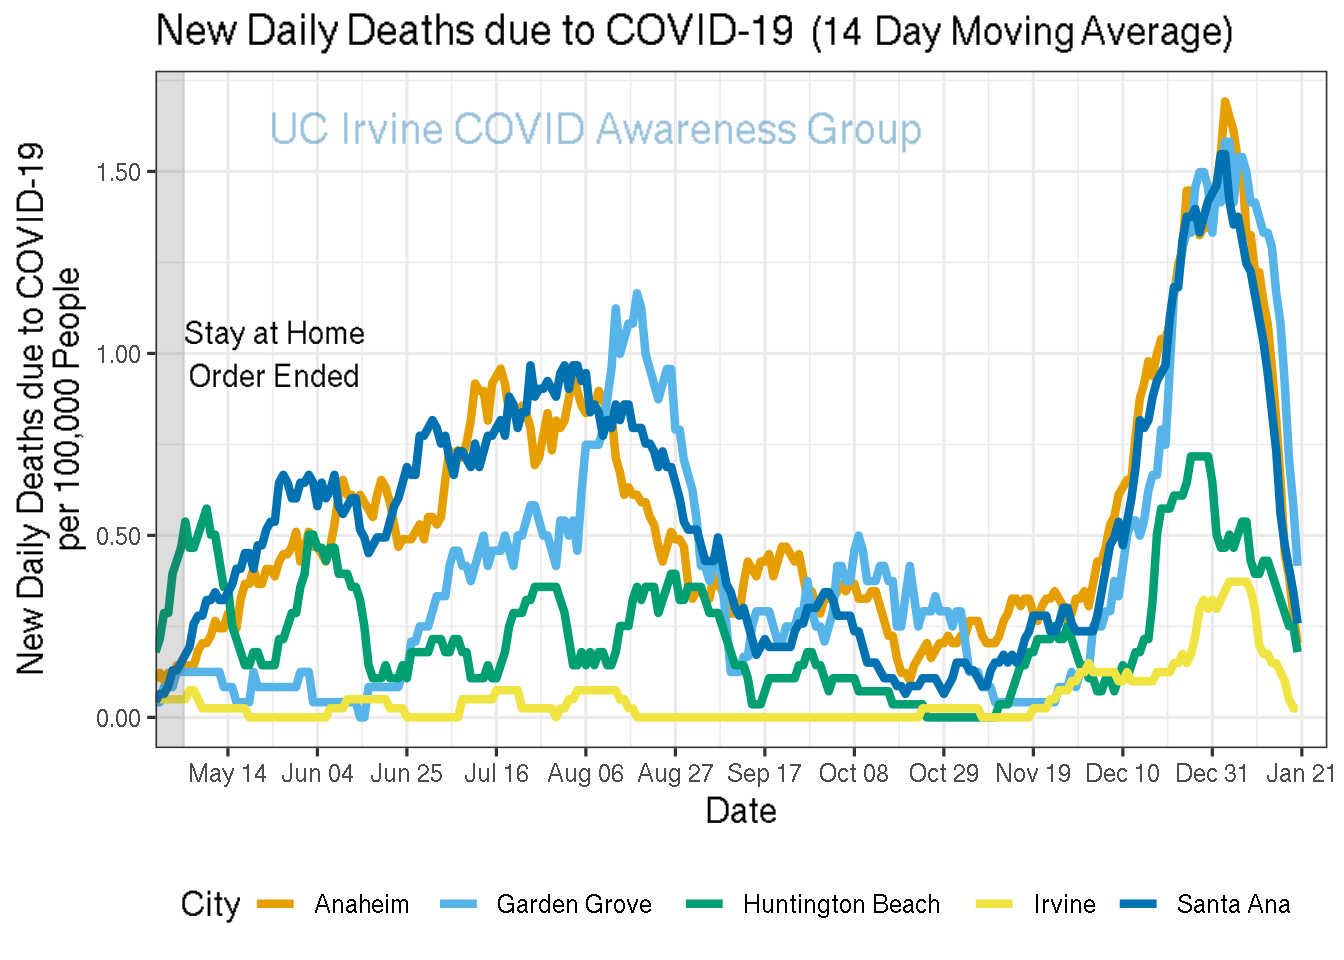 New Daily Deaths due to COVID-19 (14 Day Moving Average)
UC Irvine COVID Awareness Group
New Daily Deaths due to COVID-19
per 100,000 People
1.50
1.00
0.50
0.00
Stay at Home
Order Ended
May 14 Jun 04 Jun 25 Jul 16 Aug 06 Aug 27 Sep 17 Oct 08 Oct 29 Nov 19 Dec 10 Dec 31 Jan 21
Date
City Anaheim Garden Grove Huntington Beach Irvine Santa Ana